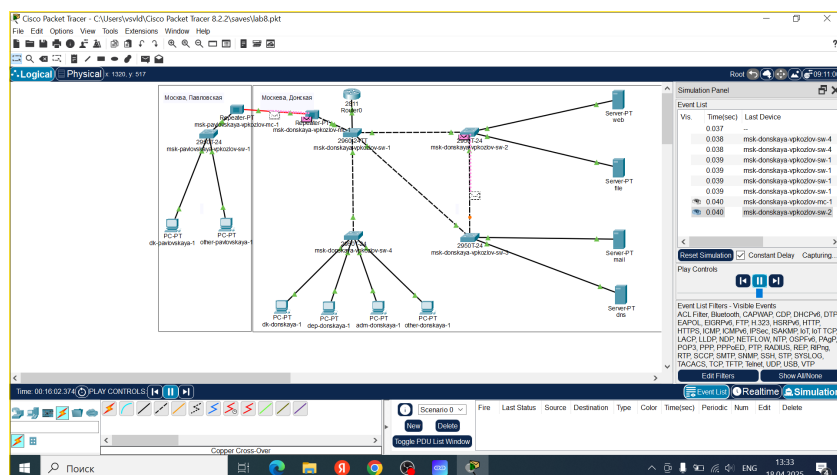 Cisco Packet Tracer - C:\Users\vsvld\Cisco Packet Tracer 8.2.2\saves\lab8.pkt
File Edit Options View Tools Extensions Window Help
Logical Physical x: 1320, y: 517
Root 09:11:00
Москва, Павловская
Москева, Донская
Repeater-PT
msk-pavlovskaya-vpkozlov-mc-1
Repeater-PT
msk-donskaya-vpkozlov-mc-1
2811
Router0
2960-24TT
msk-donskaya-vpkozlov-sw-1
2950T-24
msk-pavlovskaya-vpkozlov-sw-1
2950T-24
msk-donskaya-vpkozlov-sw-2
Server-PT
web
Server-PT
file
2950T-24
msk-donskaya-vpkozlov-sw-4
2950T-24
msk-donskaya-vpkozlov-sw-3
Server-PT
mail
Server-PT
dns
PC-PT
dk-pavlovskaya-1
PC-PT
other-pavlovskaya-1
PC-PT
dk-donskaya-1
PC-PT
dep-donskaya-1
PC-PT
adm-donskaya-1
PC-PT
other-donskaya-1
Simulation Panel
Event List
Vis. Time(sec) Last Device
0.037 --
0.038 msk-donskaya-vpkozlov-sw-4
0.038 msk-donskaya-vpkozlov-sw-4
0.039 msk-donskaya-vpkozlov-sw-1
0.039 msk-donskaya-vpkozlov-sw-1
0.039 msk-donskaya-vpkozlov-sw-1
0.039 msk-donskaya-vpkozlov-sw-1
0.040 msk-donskaya-vpkozlov-mc-1
0.040 msk-donskaya-vpkozlov-sw-2
Reset Simulation Constant Delay Capturing...
Play Controls
Event List Filters - Visible Events
ACL Filter, Bluetooth, CAPWAP, CDP, DHCPv6, DTP,
EAPOL, EIGRPv6, FTP, H.323, HSRPv6, HTTP,
HTTPS, ICMP, ICMPv6, IPSec, ISAKMP, IoT, IoT TCP,
LACP, LLDP, NDP, NETFLOW, NTP, OSPFv6, PAgP,
POP3, PPP, PPPoED, PTP, RADIUS, REP, RIPng,
RTP, SCCP, SMTP, SNMP, SSH, STP, SYSLOG,
TACACS, TCP, TFTP, Telnet, UDP, USB, VTP
Edit Filters Show All/None
Time: 00:16:02.374 PLAY CONTROLS:
Event List Realtime Simulation
Scenario 0
New Delete
Toggle PDU List Window
Fire Last Status Source Destination Type Color Time(sec) Periodic Num Edit Delete
Copper Cross-Over
Поиск
ENG
13:33
18.04.2025